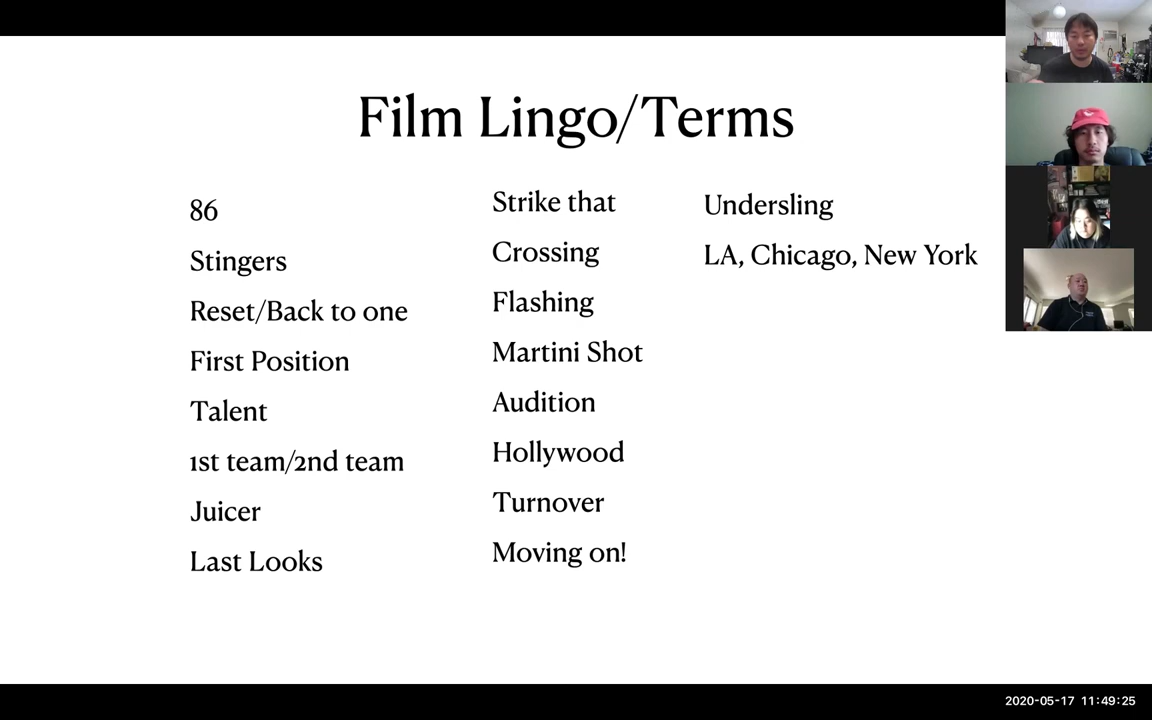 Film Lingo/Terms
86
Stingers
Reset/Back to one
First Position
Talent
1st team/2nd team
Juicer
Last Looks
Strike that
Crossing
Flashing
Martini Shot
Audition
Hollywood
Turnover
Moving on!
Undersling
LA, Chicago, New York
2020-05-17 11:49:25